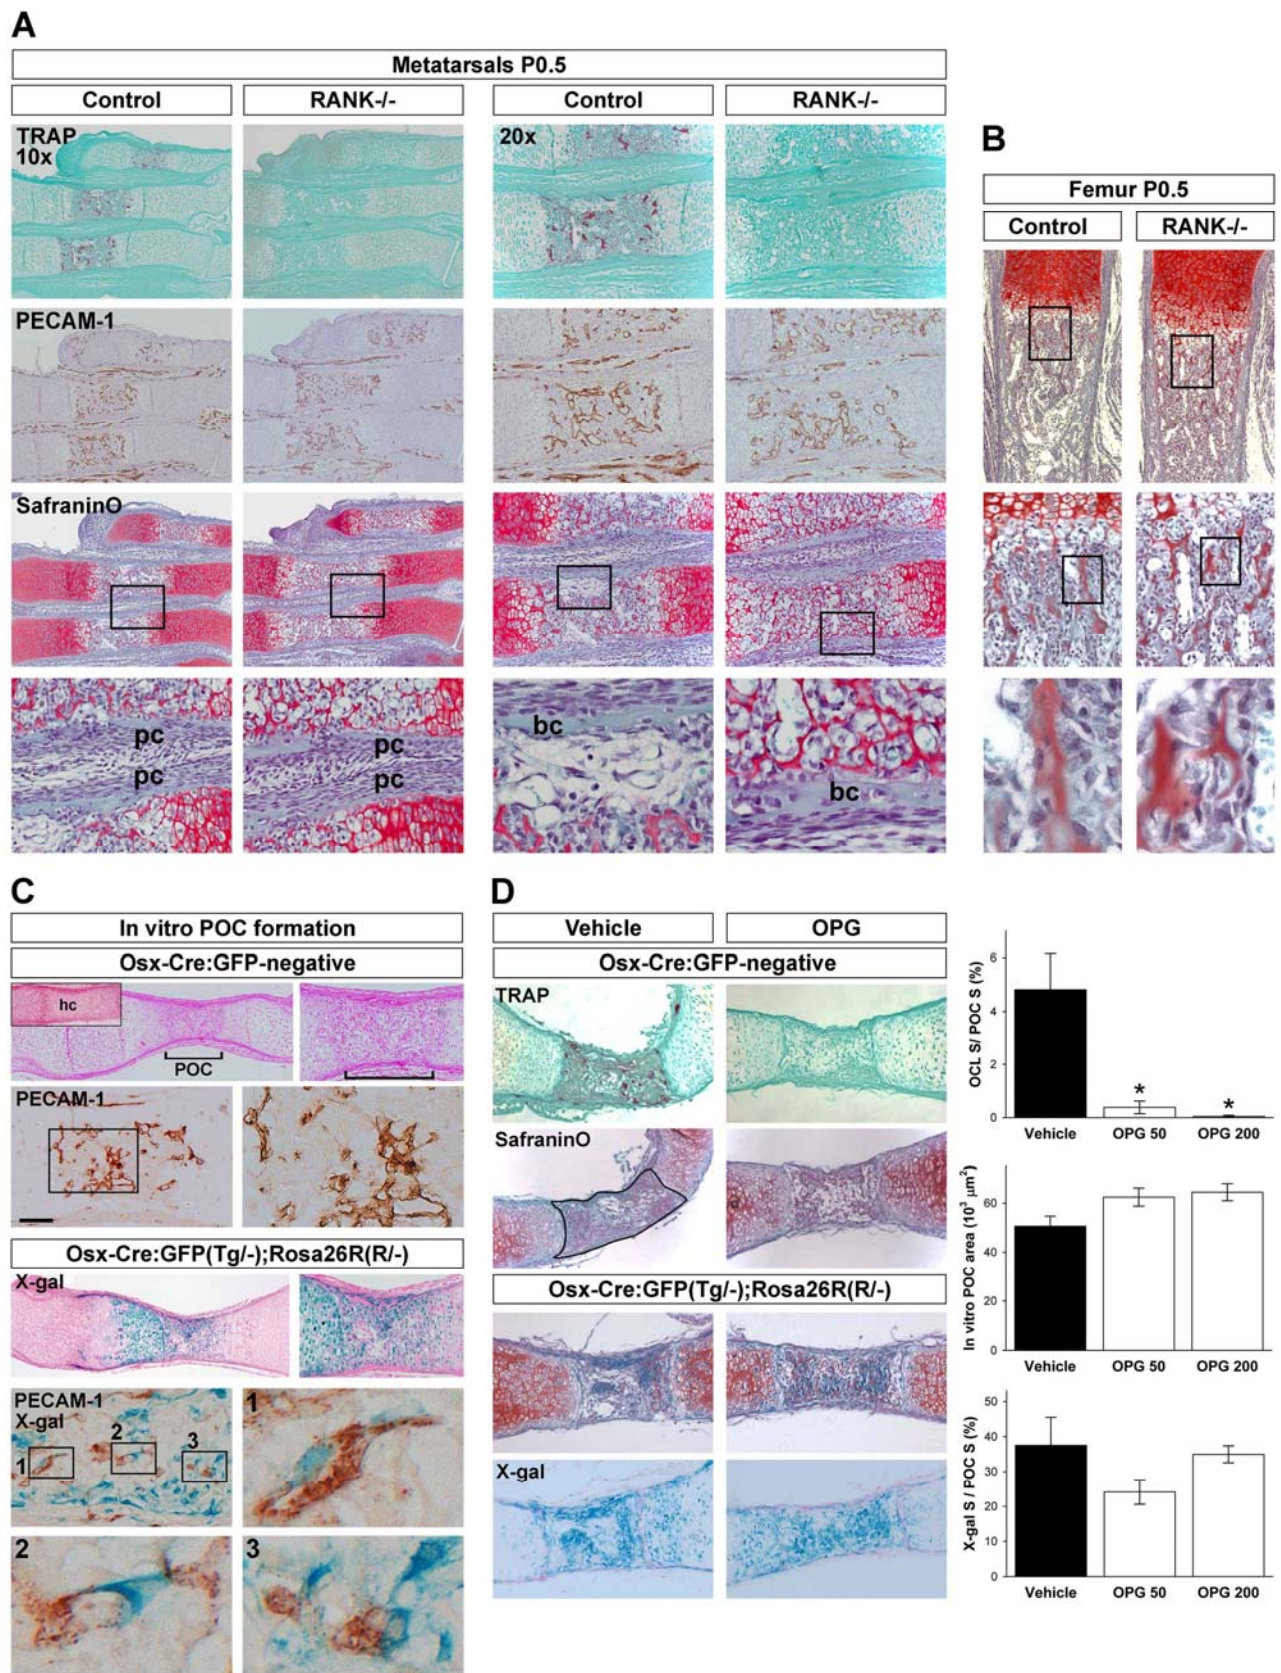 A
Metatarsals P0.5
Control
RANK-/-
Control
RANK-/-
TRAP
10x
20x
PECAM-1
SafraninO
pc
pc
pc
pc
bc
bc
B
Femur P0.5
Control
RANK-/-
C
In vitro POC formation
Osx-Cre:GFP-negative
hc
POC
PECAM-1
Osx-Cre:GFP(Tg/-);Rosa26R(R/-)
X-gal
PECAM-1
X-gal
1
2
3
1
2
3
D
Vehicle
OPG
Osx-Cre:GFP-negative
TRAP
SafraninO
Osx-Cre:GFP(Tg/-);Rosa26R(R/-)
X-gal
OCL S/ POC S (%)
6
4
2
0
*
*
Vehicle
OPG 50
OPG 200
In vitro POC area (10³ µm²)
60
40
20
0
Vehicle
OPG 50
OPG 200
X-gal S / POC S (%)
50
40
30
20
10
0
Vehicle
OPG 50
OPG 200